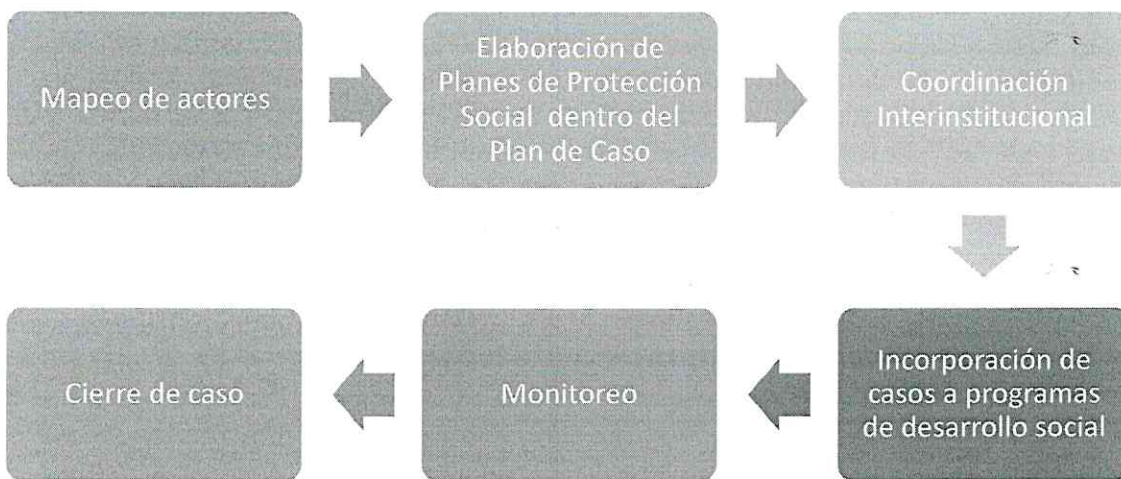 Mapeo de actores
Elaboración de
Planes de Protección
Social dentro del
Plan de Caso
Coordinación
Interinstitucional
Incorporación de
casos a programas
de desarrollo social
Monitoreo
Cierre de caso